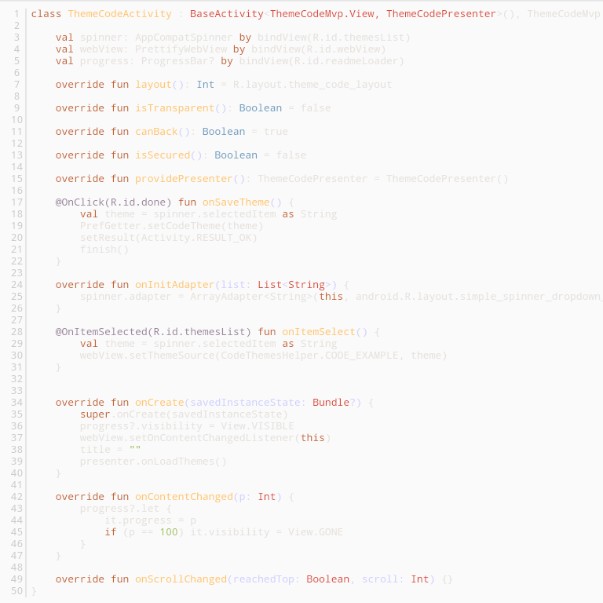 1 class ThemeCodeActivity : BaseActivity<ThemeCodeMvp.View, ThemeCodePresenter>(), ThemeCodeMvp
2
3 val spinner: AppCompatSpinner by bindView(R.id.themesList)
4 val webView: PrettifyWebView by bindView(R.id.webView)
5 val progress: ProgressBar? by bindView(R.id.readmeLoader)
6
7 override fun layout(): Int = R.layout.theme_code_layout
8
9 override fun isTransparent(): Boolean = false
10
11 override fun canBack(): Boolean = true
12
13 override fun isSecured(): Boolean = false
14
15 override fun providePresenter(): ThemeCodePresenter = ThemeCodePresenter()
16
17 @OnClick(R.id.done) fun onSaveTheme() {
18 val theme = spinner.selectedItem as String
19 PrefGetter.setCodeTheme(theme)
20 setResult(Activity.RESULT_OK)
21 finish()
22 }
23
24 override fun onInitAdapter(list: List<String>) {
25 spinner.adapter = ArrayAdapter<String>(this, android.R.layout.simple_spinner_dropdown_
26 }
27
28 @OnItemSelected(R.id.themesList) fun onItemSelect() {
29 val theme = spinner.selectedItem as String
30 webView.setThemeSource(CodeThemesHelper.CODE_EXAMPLE, theme)
31 }
32
33
34 override fun onCreate(savedInstanceState: Bundle?) {
35 super.onCreate(savedInstanceState)
36 progress?.visibility = View.VISIBLE
37 webView.setOnContentChangedListener(this)
38 title = ""
39 presenter.onLoadThemes()
40 }
41
42 override fun onContentChanged(p: Int) {
43 progress?.let {
44 it.progress = p
45 if (p == 100) it.visibility = View.GONE
46 }
47 }
48
49 override fun onScrollChanged(reachedTop: Boolean, scroll: Int) {}
50 }